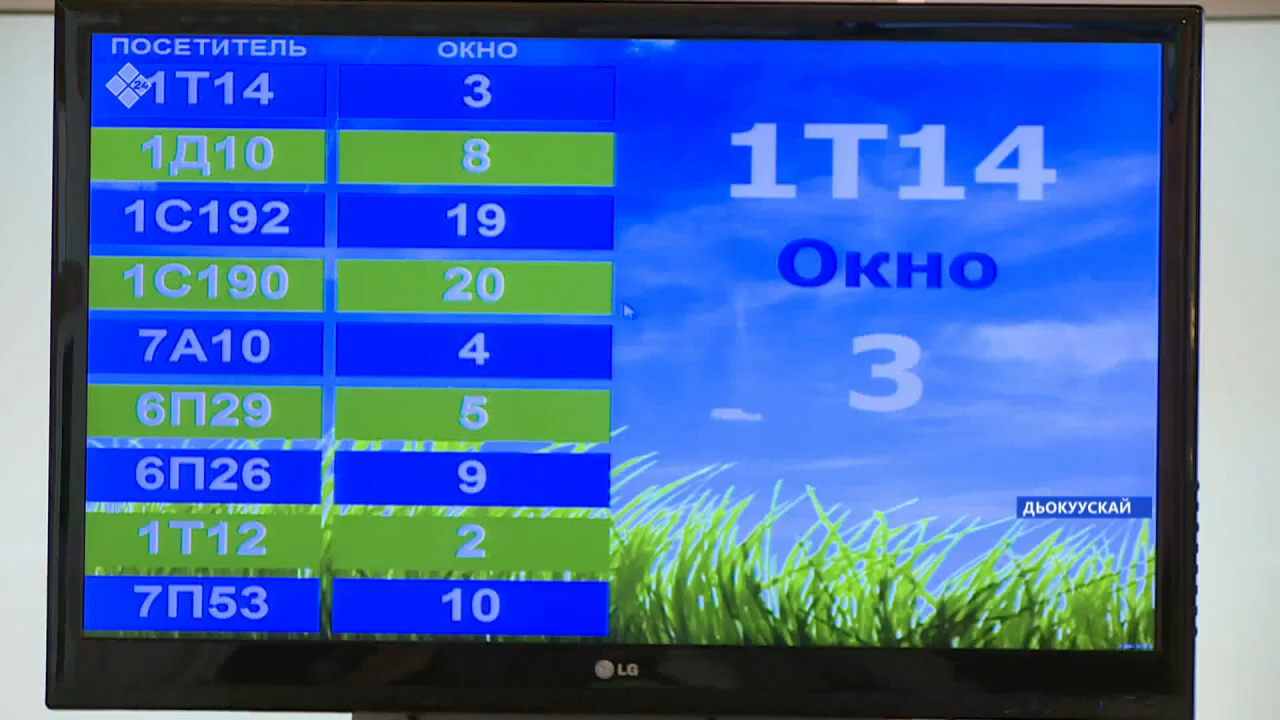 ПОСЕТИТЕЛЬ ОКНО
1Т14 3
1Д10 8
1С192 19
1С190 20
7А10 4
6П29 5
6П26 9
1Т12 2
7П53 10
1Т14
Окно
3
ДЬОКУУСКАЙ
X24
LG